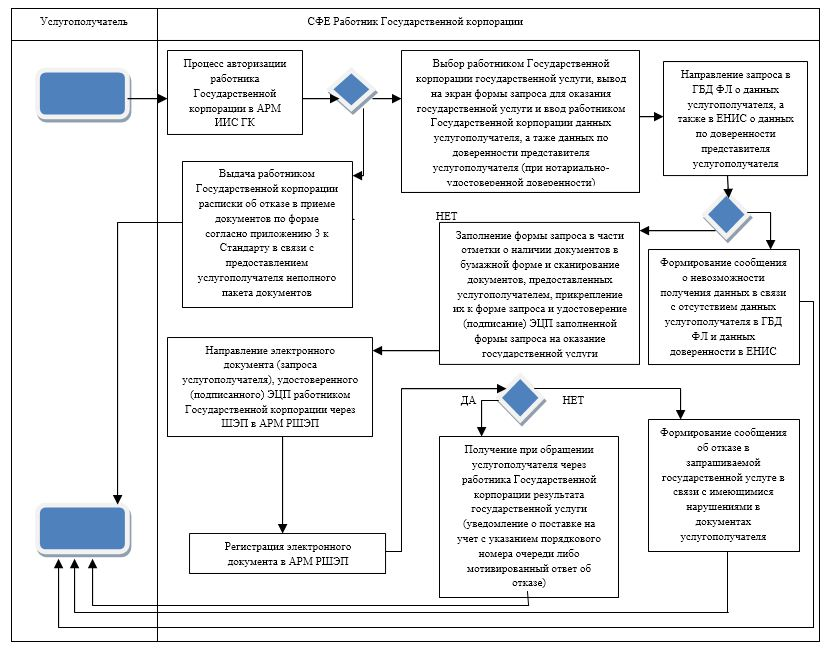 Услугополучатель
СФЕ Работник Государственной корпорации
Процесс авторизации
работника
Государственной
корпорации в АРМ
ИИС ГК
Выбор работником Государственной
корпорации государственной услуги, вывод
на экран формы запроса для оказания
государственной услуги и ввод работником
Государственной корпорации данных
услугополучателя, а таже данных по
доверенности представителя
услугополучателя (при нотариально-
удостоверенной доверенности)
Направление запроса в
ГБД ФЛ о данных
услугополучателя, а
также в ЕНИС о данных
по доверенности
представителя
услугополучателя
Выдача работником
Государственной корпорации
расписки об отказе в приеме
документов по форме
согласно приложению 3 к
Стандарту в связи с
предоставлением
услугополучателя неполного
пакета документов
НЕТ
Заполнение формы запроса в части
отметки о наличии документов в
бумажной форме и сканирование
документов, предоставленных
услугополучателем, прикрепление
их к форме запроса и удостоверение
(подписание) ЭЦП заполненной
формы запроса на оказание
государственной услуги
Формирование сообщения
о невозможности
получения данных в связи
с отсутствием данных
услугополучателя в ГБД
ФЛ и данных
доверенности в ЕНИС
Направление электронного
документа (запроса
услугополучателя), удостоверенного
(подписанного) ЭЦП работником
Государственной корпорации через
ШЭП в АРМ РШЭП
ДА
НЕТ
Получение при обращении
услугополучателя через
работника Государственной
корпорации результата
государственной услуги
(уведомление о поставке на
учет с указанием порядкового
номера очереди либо
мотивированный ответ об
отказе)
Формирование сообщения
об отказе в
запрашиваемой
государственной услуге в
связи с имеющимися
нарушениями в
документах
услугополучателя
Регистрация электронного
документа в АРМ РШЭП